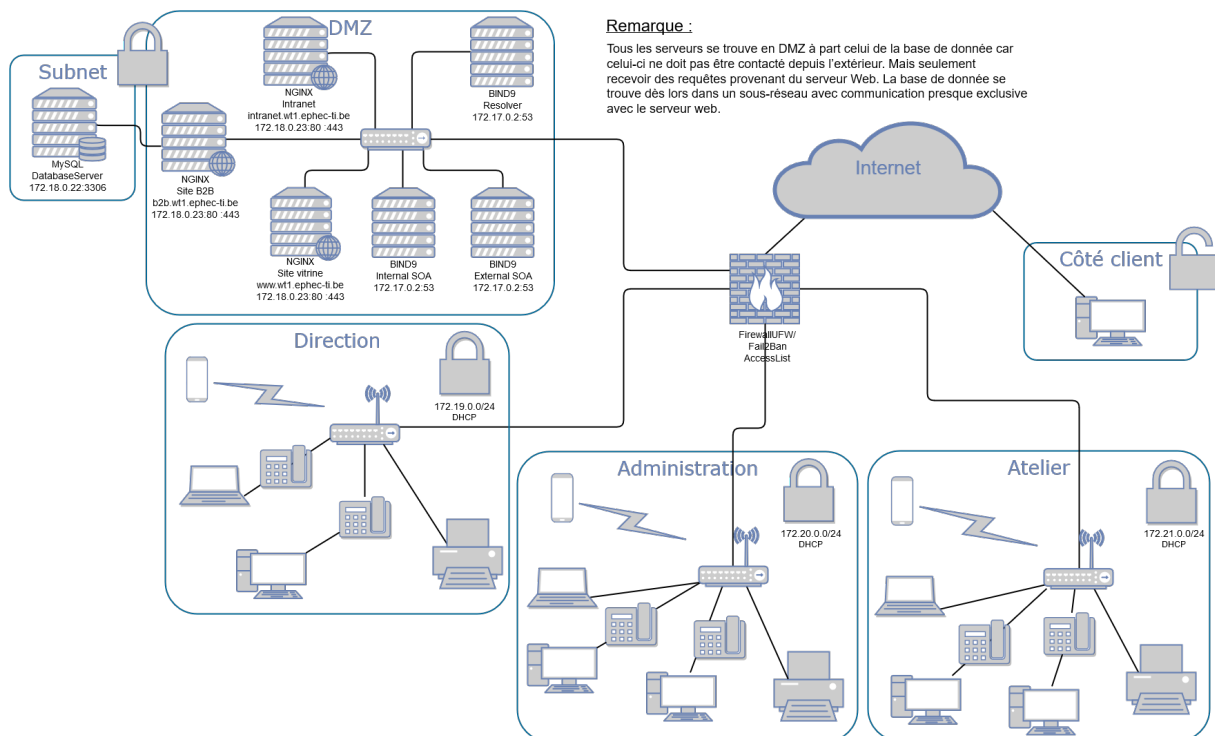 Remarque :
Tous les serveurs se trouve en DMZ à part celui de la base de donnée car
celui-ci ne doit pas être contacté depuis l'extérieur. Mais seulement
recevoir des requêtes provenant du serveur Web. La base de donnée se
trouve dès lors dans un sous-réseau avec communication presque exclusive
avec le serveur web.
Subnet
MySQL
DatabaseServer
172.18.0.22:3306
DMZ
NGINX
Intranet
intranet.wt1.ephec-ti.be
172.18.0.23:80 :443
BIND9
Resolver
172.17.0.2:53
NGINX
Site B2B
b2b.wt1.ephec-ti.be
172.18.0.23:80 :443
NGINX
Site vitrine
www.wt1.ephec-ti.be
172.18.0.23:80 :443
BIND9
Internal SOA
172.17.0.2:53
BIND9
External SOA
172.17.0.2:53
Internet
Côté client
FirewallUFW/
Fail2Ban
AccessList
Direction
172.19.0.0/24
DHCP
Administration
172.20.0.0/24
DHCP
Atelier
172.21.0.0/24
DHCP